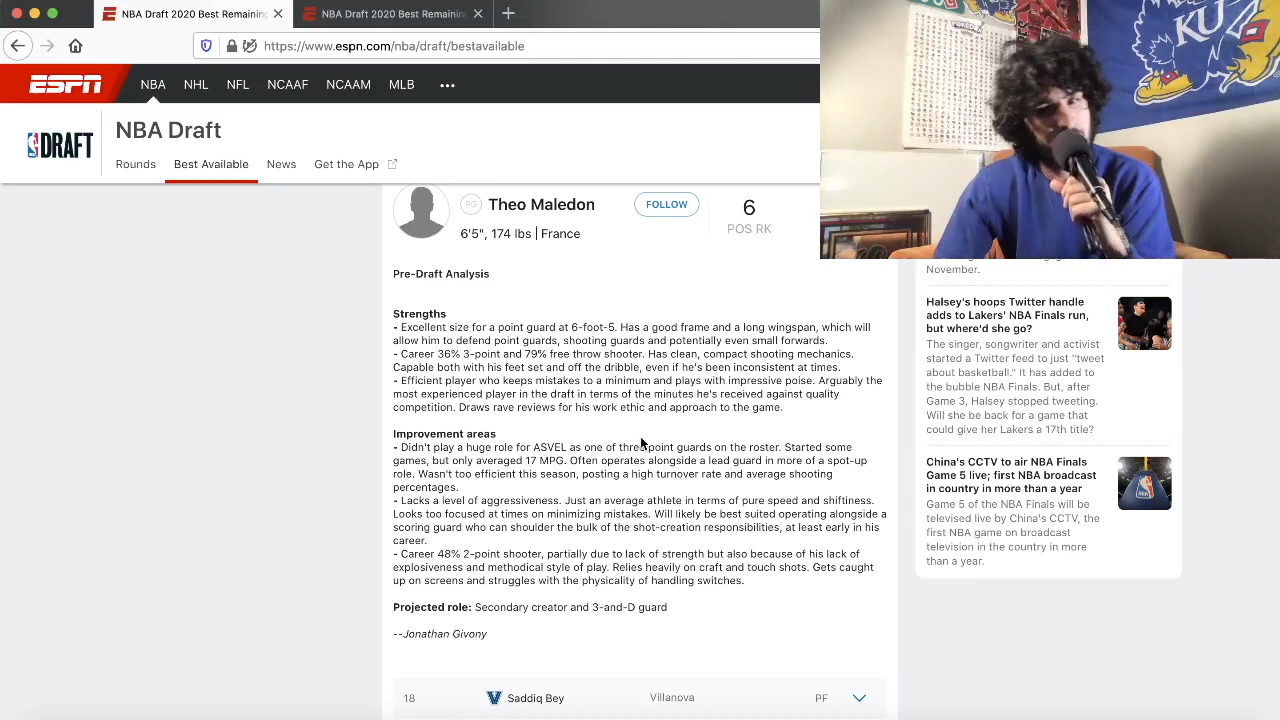 NBA Draft 2020 Best Remaining
NBA Draft 2020 Best Remaining
https://www.espn.com/nba/draft/bestavailable
ESPN
NBA
NHL
NFL
NCAAF
NCAAM
MLB
DRAFT
NBA Draft
Rounds
Best Available
News
Get the App
KU
PG
Theo Maledon
FOLLOW
6
POS RK
6'5", 174 lbs | France
Pre-Draft Analysis
Strengths
- Excellent size for a point guard at 6-foot-5. Has a good frame and a long wingspan, which will
allow him to defend point guards, shooting guards and potentially even small forwards.
- Career 36% 3-point and 79% free throw shooter. Has clean, compact shooting mechanics.
Capable both with his feet set and off the dribble, even if he's been inconsistent at times.
- Efficient player who keeps mistakes to a minimum and plays with impressive poise. Arguably the
most experienced player in the draft in terms of the minutes he's received against quality
competition. Draws rave reviews for his work ethic and approach to the game.
Improvement areas
- Didn't play a huge role for ASVEL as one of three point guards on the roster. Started some
games, but only averaged 17 MPG. Often operates alongside a lead guard in more of a spot-up
role. Wasn't too efficient this season, posting a high turnover rate and average shooting
percentages.
- Lacks a level of aggressiveness. Just an average athlete in terms of pure speed and shiftiness.
Looks too focused at times on minimizing mistakes. Will likely be best suited operating alongside a
scoring guard who can shoulder the bulk of the shot-creation responsibilities, at least early in his
career.
- Career 48% 2-point shooter, partially due to lack of strength but also because of his lack of
explosiveness and methodical style of play. Relies heavily on craft and touch shots. Gets caught
up on screens and struggles with the physicality of handling switches.
Projected role: Secondary creator and 3-and-D guard
--Jonathan Givony
18
Saddiq Bey
Villanova
PF
November.
Halsey's hoops Twitter handle
adds to Lakers' NBA Finals run,
but where'd she go?
The singer, songwriter and activist
started a Twitter feed to just "tweet
about basketball." It has added to
the bubble NBA Finals. But, after
Game 3, Halsey stopped tweeting.
Will she be back for a game that
could give her Lakers a 17th title?
China's CCTV to air NBA Finals
Game 5 live; first NBA broadcast
in country in more than a year
Game 5 of the NBA Finals will be
televised live by China's CCTV, the
first NBA game on broadcast
television in the country in more
than a year.